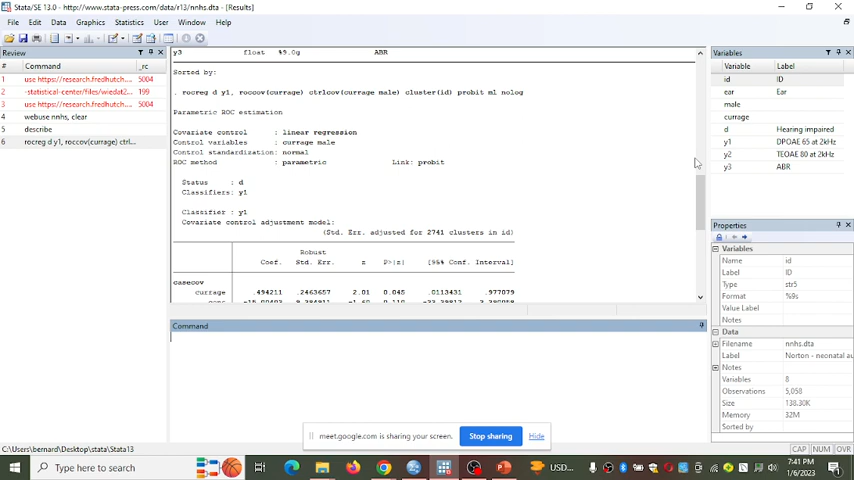 Stata/SE 13.0 - http://www.stata-press.com/data/r13/nnhs.dta - [Results]
File Edit Data Graphics Statistics User Window Help
Review
# Command _rc
1 use https://research.fredhutch.... 5004
2 -statistical-center/files/wiedat2... 199
3 use https://research.fredhutch.... 5004
4 webuse nnhs, clear
5 describe
6 rocreg d y1, roccov(currage) ctrl...
y3 float %9.0g ABR
Sorted by:
. rocreg d y1, roccov(currage) ctrlcov(currage male) cluster(id) probit ml nolog
Parametric ROC estimation
Covariate control : linear regression
Control variables : currage male
Control standardization: normal
ROC method : parametric Link: probit
Status : d
Classifiers: y1
Classifier : y1
Covariate control adjustment model:
(Std. Err. adjusted for 2741 clusters in id)
Robust
Coef. Std. Err. z P>|z| [95% Conf. Interval]
casecov
currage .494211 .2463657 2.01 0.045 .0113431 .977079
Command
Variables
Variable Label
id ID
ear Ear
male
currage
d Hearing impaired
y1 DPOAE 65 at 2kHz
y2 TEOAE 80 at 2kHz
y3 ABR
Properties
Variables
Name id
Label ID
Type str5
Format %9s
Value Label
Notes
Data
Filename nnhs.dta
Label Norton - neonatal au
Notes
Variables 8
Observations 5,058
Size 138.30K
Memory 32M
Sorted by
meet.google.com is sharing your screen. Stop sharing Hide
C:\Users\bernard\Desktop\stata\Stata13
CAP NUM OVR
Type here to search
USD...
7:41 PM
1/6/2023